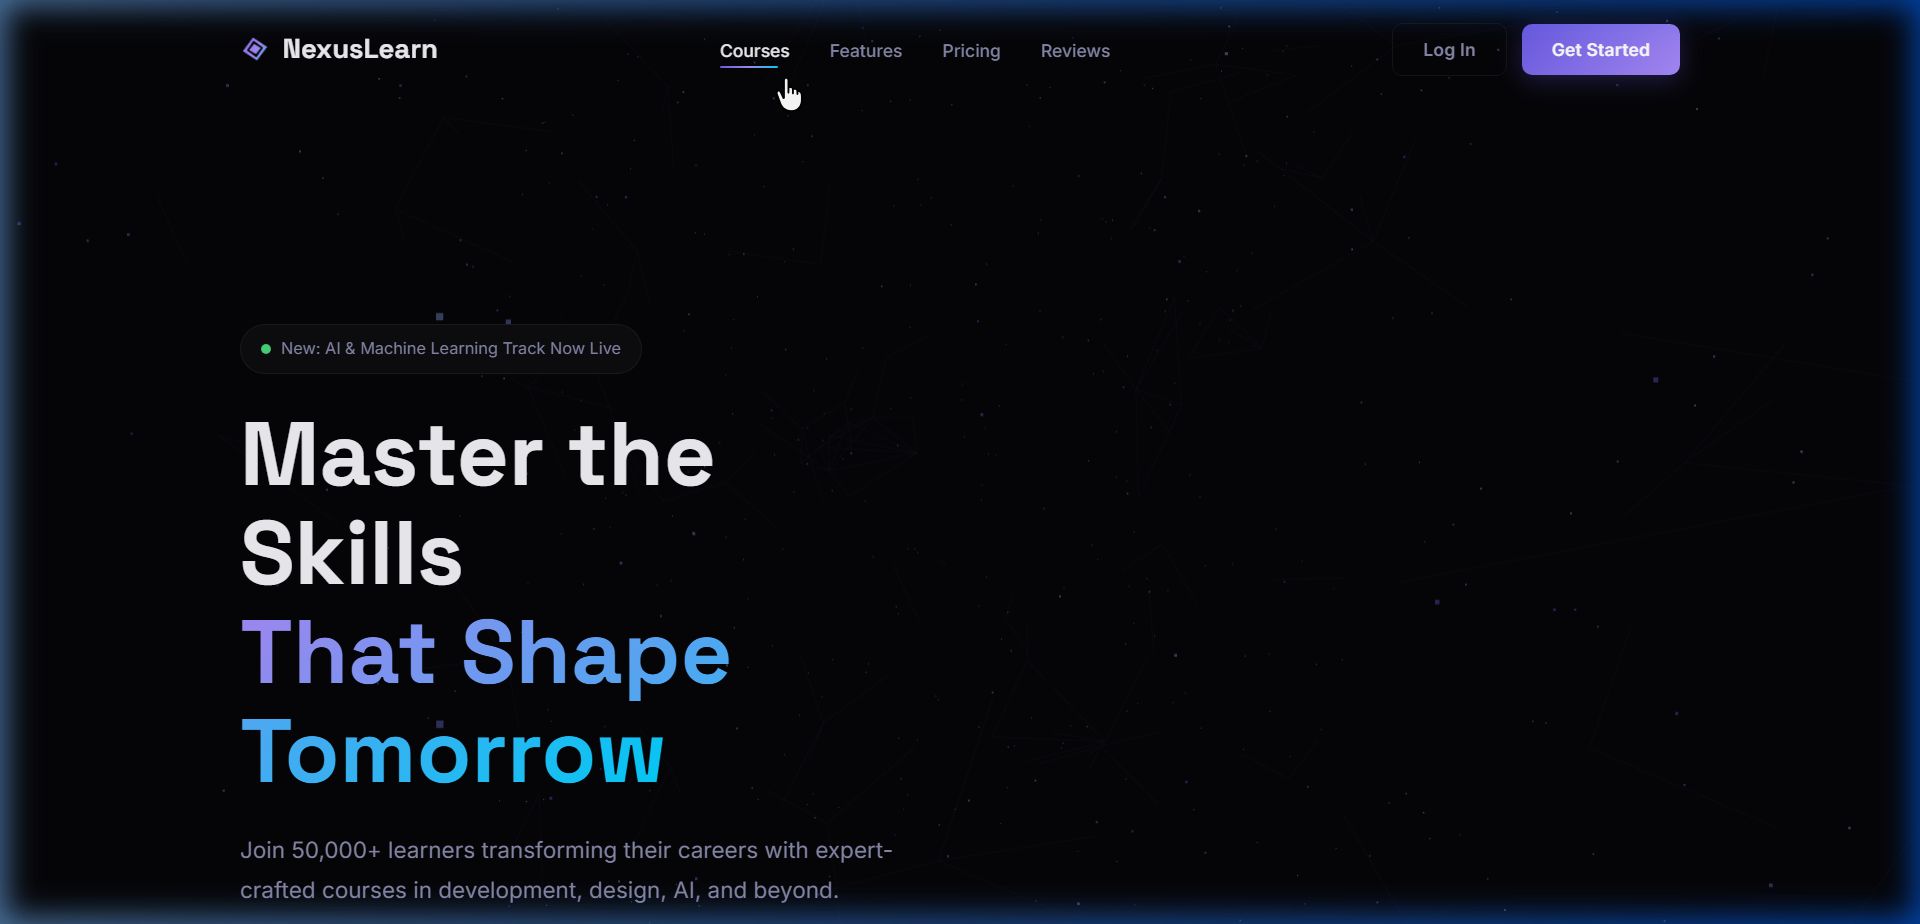 NexusLearn
Courses Features Pricing Reviews
Log In
Get Started
New: AI & Machine Learning Track Now Live
Master the
Skills
That Shape
Tomorrow
Join 50,000+ learners transforming their careers with expert-
crafted courses in development, design, AI, and beyond.